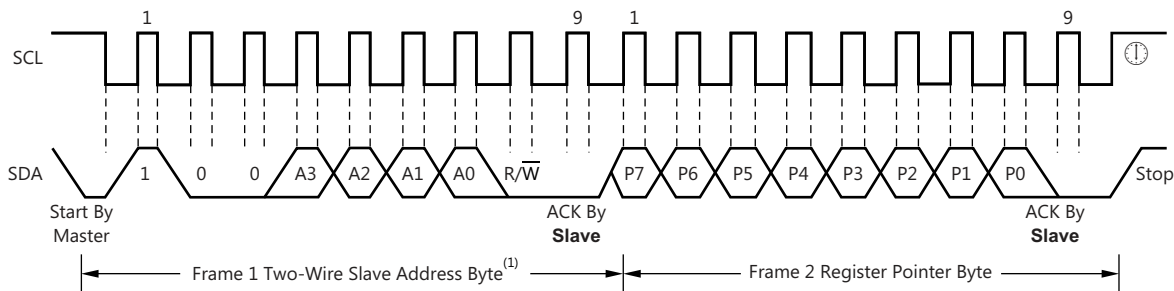 1 9 1 9
SCL
SDA 1 0 0 A3 A2 A1 A0 R/W̅ P7 P6 P5 P4 P3 P2 P1 P0 Stop
Start By ACK By ACK By
Master Slave Slave
Frame 1 Two-Wire Slave Address Byte(1) Frame 2 Register Pointer Byte